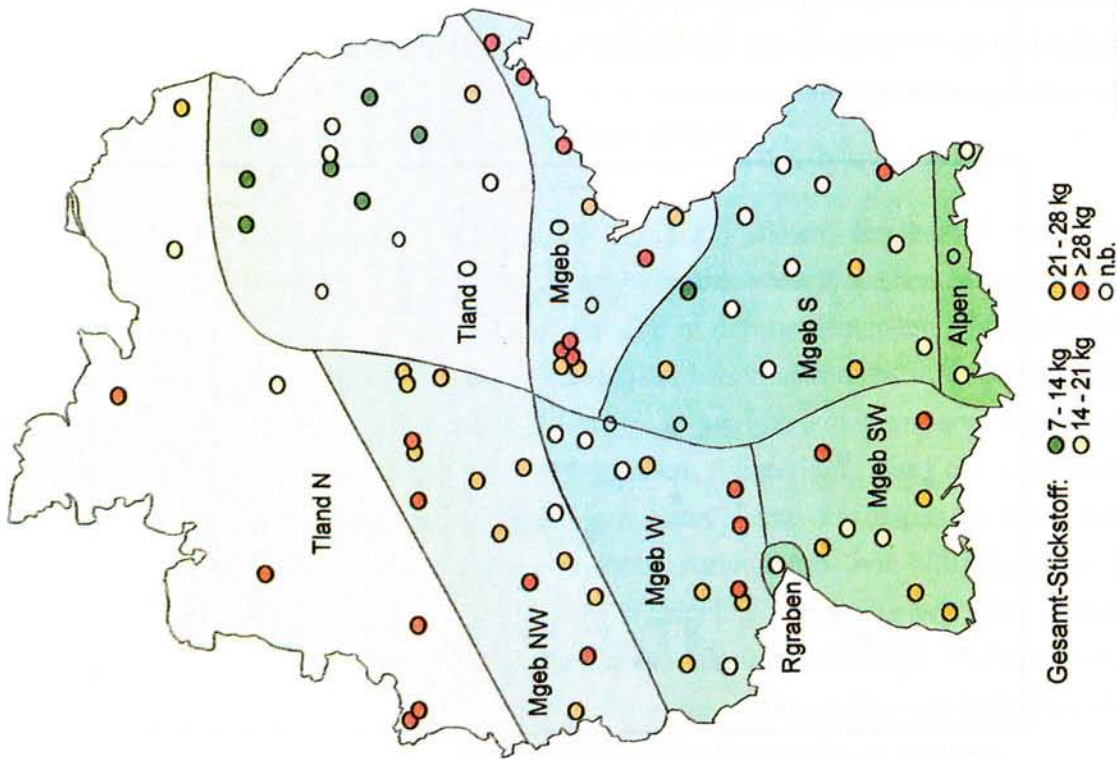 Tland N
Tland O
Mgeb NW
Mgeb O
Mgeb W
Mgeb S
Rgraben
Mgeb SW
Alpen
Gesamt-Stickstoff:
7 - 14 kg
14 - 21 kg
21 - 28 kg
>28 kg
n.b.